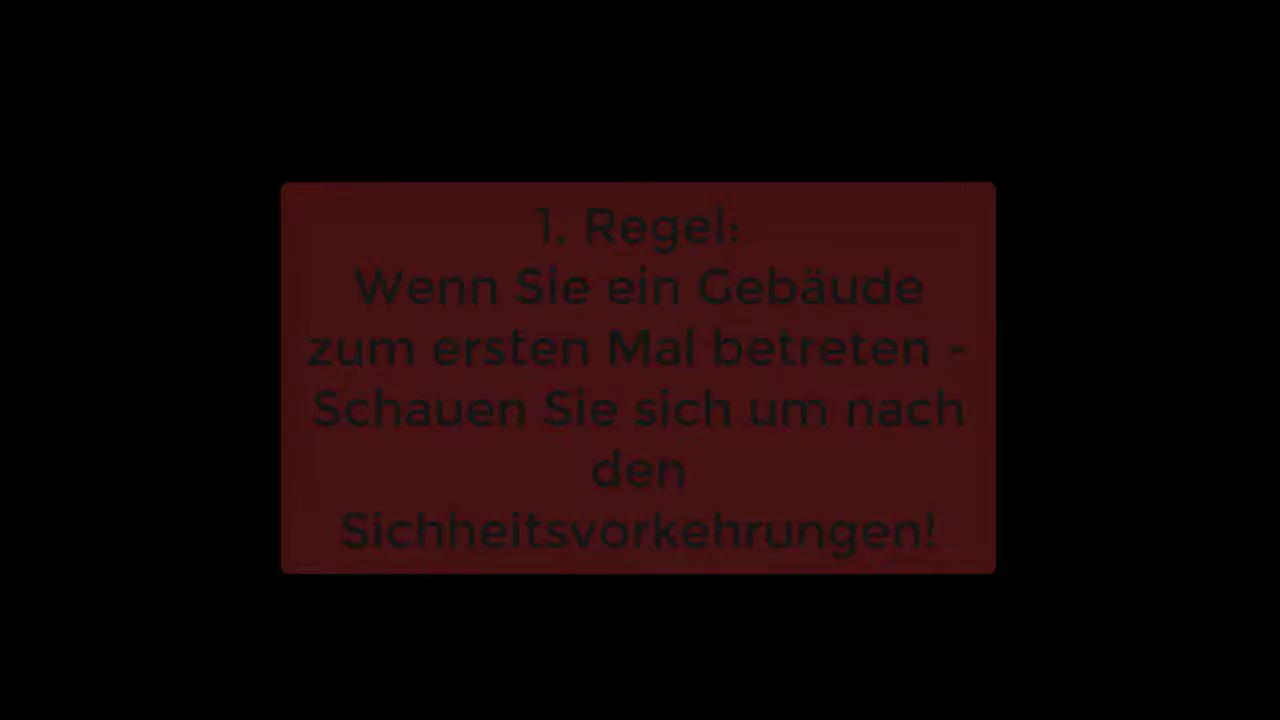 1. Regel:
Wenn Sie ein Gebäude
zum ersten Mal betreten -
Schauen Sie sich um nach
den
Sichheitsvorkehrungen!